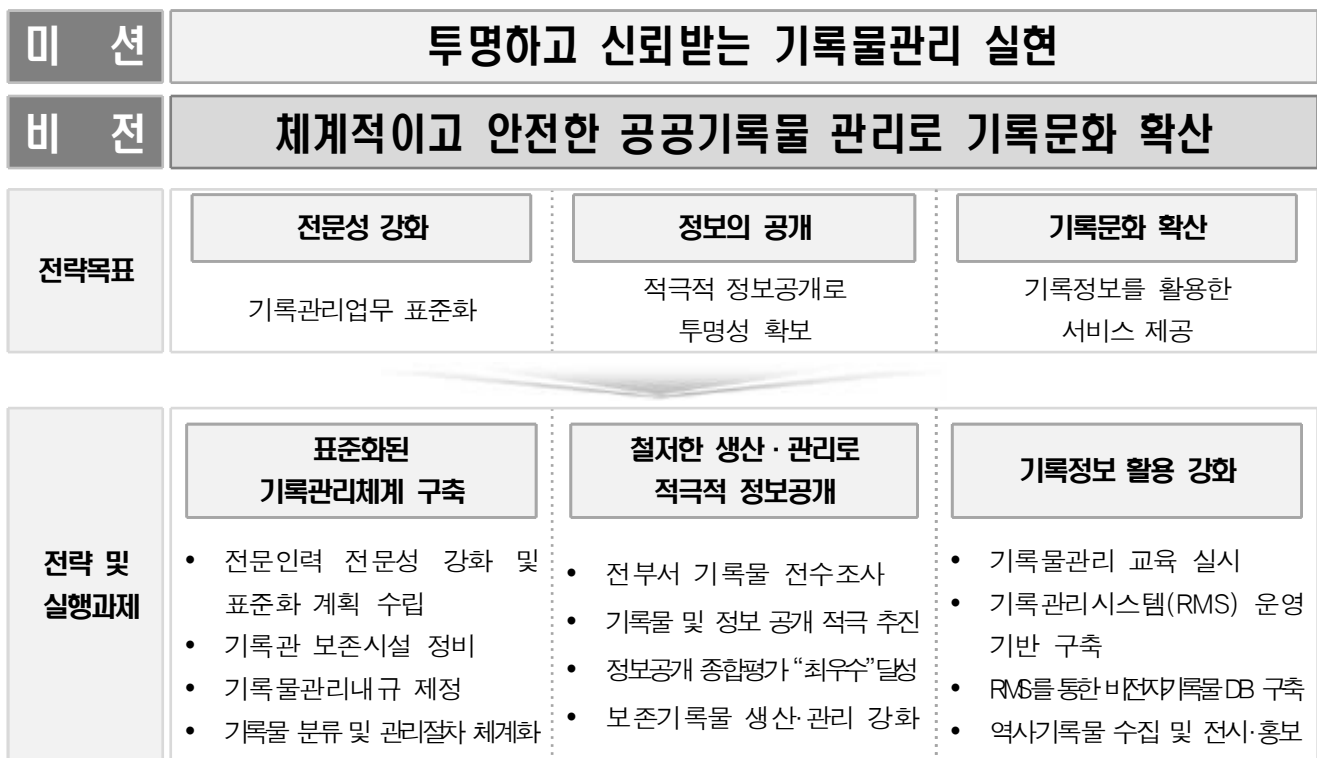 미 션
투명하고 신뢰받는 기록물관리 실현
비 전
체계적이고 안전한 공공기록물 관리로 기록문화 확산
전략목표
전문성 강화
기록관리업무 표준화
정보의 공개
적극적 정보공개로
투명성 확보
기록문화 확산
기록정보를 활용한
서비스 제공
전략 및
실행과제
표준화된
기록관리체계 구축
• 전문인력 전문성 강화 및
표준화 계획 수립
• 기록관 보존시설 정비
• 기록물관리내규 제정
• 기록물 분류 및 관리절차 체계화
철저한 생산·관리로
적극적 정보공개
• 전부서 기록물 전수조사
• 기록물 및 정보 공개 적극 추진
• 정보공개 종합평가 “최우수”달성
• 보존기록물 생산·관리 강화
기록정보 활용 강화
• 기록물관리 교육 실시
• 기록관리시스템(RMS) 운영
기반 구축
• RMS를 통한 비전자기록물 DB 구축
• 역사기록물 수집 및 전시·홍보